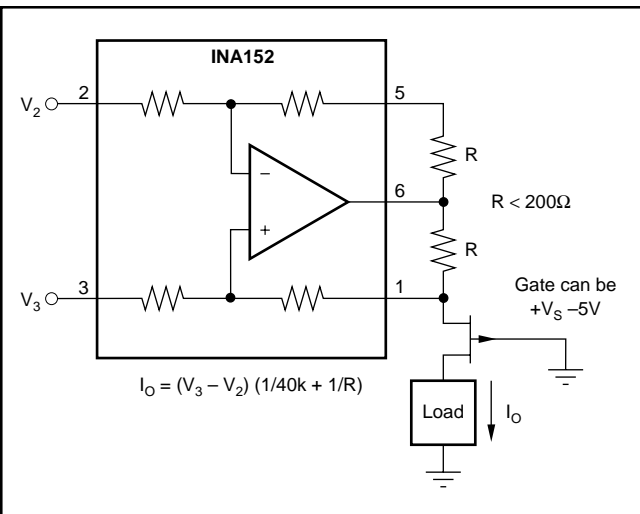 INA152
V2
2
5
R
6
R < 200Ω
−
+
R
V3
3
1
Gate can be
+VS –5V
IO = (V3 – V2) (1/40k + 1/R)
Load
IO